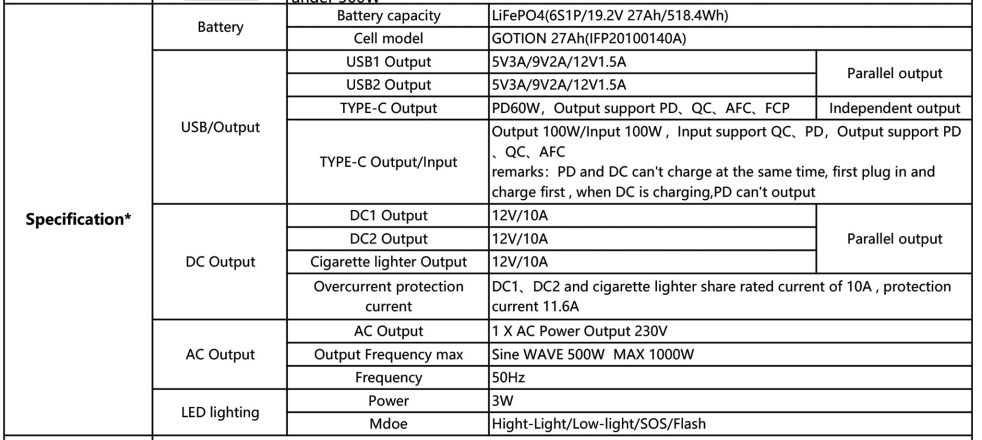 under 500W
Battery
Battery capacity
LiFePO4(6S1P/19.2V 27Ah/518.4Wh)
Cell model
GOTION 27Ah(IFP20100140A)
USB/Output
USB1 Output
5V3A/9V2A/12V1.5A
Parallel output
USB2 Output
5V3A/9V2A/12V1.5A
TYPE-C Output
PD60W，Output support PD、QC、AFC、FCP
Independent output
TYPE-C Output/Input
Output 100W/Input 100W，Input support QC、PD，Output support PD
、QC、AFC
remarks：PD and DC can't charge at the same time, first plug in and
charge first , when DC is charging,PD can't output
Specification*
DC Output
DC1 Output
12V/10A
Parallel output
DC2 Output
12V/10A
Cigarette lighter Output
12V/10A
Overcurrent protection
current
DC1、DC2 and cigarette lighter share rated current of 10A , protection
current 11.6A
AC Output
AC Output
1 X AC Power Output 230V
Output Frequency max
Sine WAVE 500W  MAX 1000W
Frequency
50Hz
LED lighting
Power
3W
Mdoe
Hight-Light/Low-light/SOS/Flash